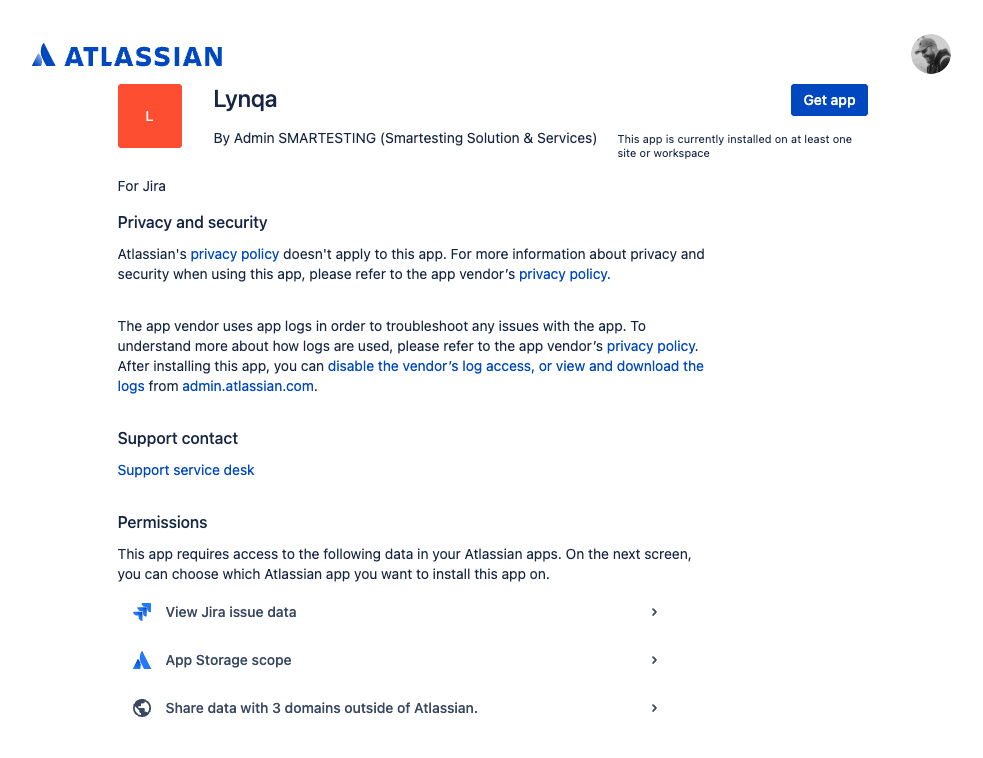 ATLASSIAN
L
Lynqa
Get app
By Admin SMARTESTING (Smartesting Solution & Services)
This app is currently installed on at least one
site or workspace
For Jira
Privacy and security
Atlassian's privacy policy doesn't apply to this app. For more information about privacy and
security when using this app, please refer to the app vendor’s privacy policy.
The app vendor uses app logs in order to troubleshoot any issues with the app. To
understand more about how logs are used, please refer to the app vendor’s privacy policy.
After installing this app, you can disable the vendor’s log access, or view and download the
logs from admin.atlassian.com.
Support contact
Support service desk
Permissions
This app requires access to the following data in your Atlassian apps. On the next screen,
you can choose which Atlassian app you want to install this app on.
View Jira issue data
App Storage scope
Share data with 3 domains outside of Atlassian.